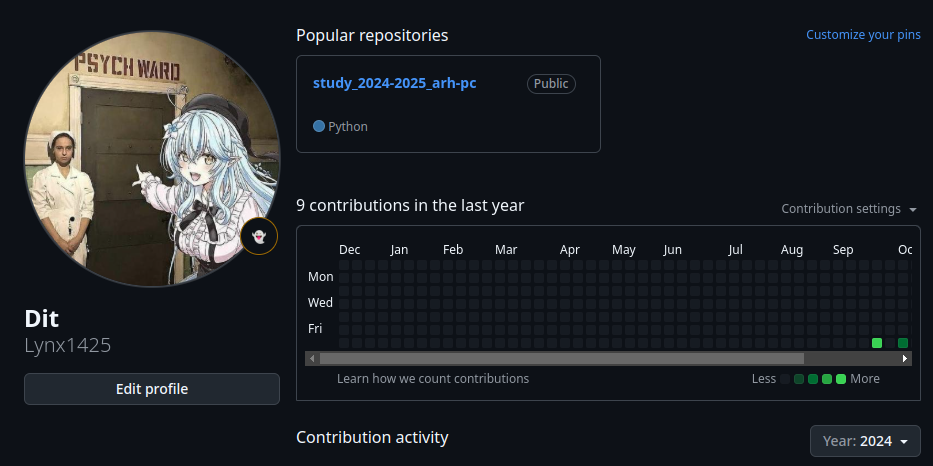 PSYCH WARD
Dit
Lynx1425
Edit profile
Popular repositories
Customize your pins
study_2024-2025_arh-pc
Public
Python
9 contributions in the last year
Contribution settings
Dec Jan Feb Mar Apr May Jun Jul Aug Sep Oc
Mon
Wed
Fri
Learn how we count contributions
Less More
Contribution activity
Year: 2024